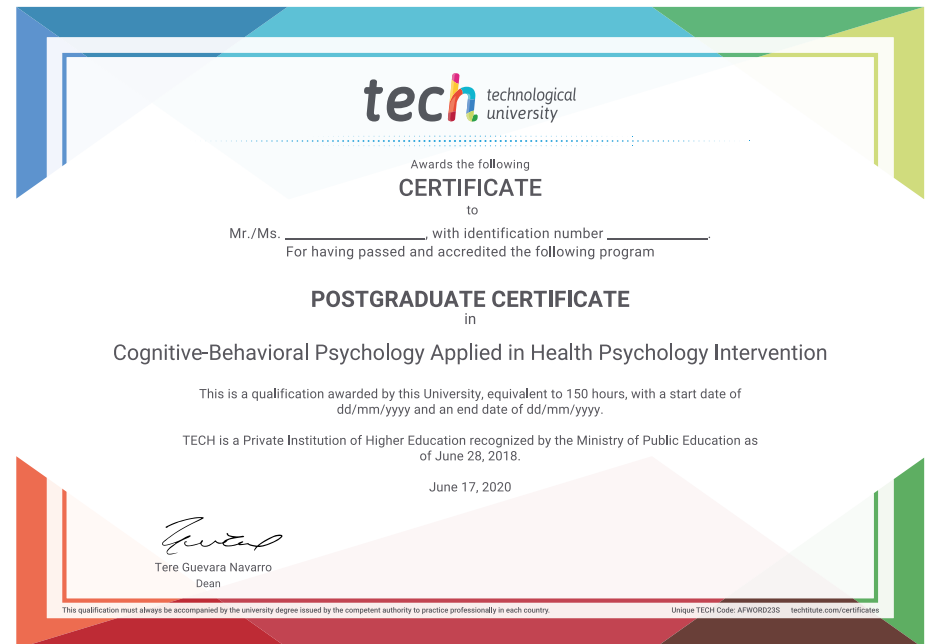 tech technological
university
Awards the following
CERTIFICATE
to
Mr./Ms. ____________________, with identification number ______________.
For having passed and accredited the following program
POSTGRADUATE CERTIFICATE
in
Cognitive-Behavioral Psychology Applied in Health Psychology Intervention
This is a qualification awarded by this University, equivalent to 150 hours, with a start date of
dd/mm/yyyy and an end date of dd/mm/yyyy.
TECH is a Private Institution of Higher Education recognized by the Ministry of Public Education as
of June 28, 2018.
June 17, 2020
Tere Guevara Navarro
Dean
This qualification must always be accompanied by the university degree issued by the competent authority to practice professionally in each country. Unique TECH Code: AFWORD23S techtitute.com/certificates